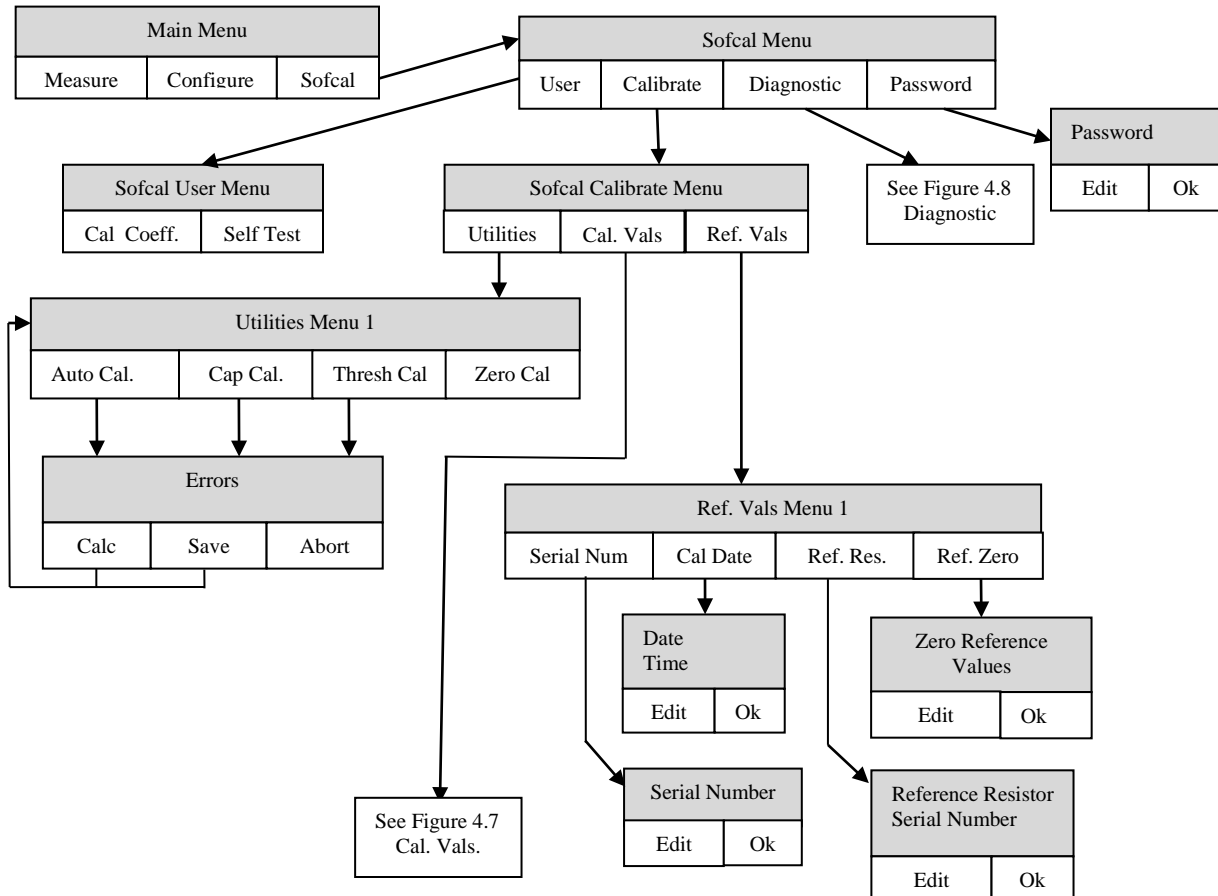 Main Menu
Measure Configure Sofcal
Sofcal Menu
User Calibrate Diagnostic Password
Password
Edit Ok
Sofcal User Menu
Cal Coeff. Self Test
Sofcal Calibrate Menu
Utilities Cal. Vals Ref. Vals
See Figure 4.8
Diagnostic
Utilities Menu 1
Auto Cal. Cap Cal. Thresh Cal Zero Cal
Errors
Calc Save Abort
Ref. Vals Menu 1
Serial Num Cal Date Ref. Res. Ref. Zero
Date
Time
Edit Ok
Zero Reference
Values
Edit Ok
See Figure 4.7
Cal. Vals.
Serial Number
Edit Ok
Reference Resistor
Serial Number
Edit Ok